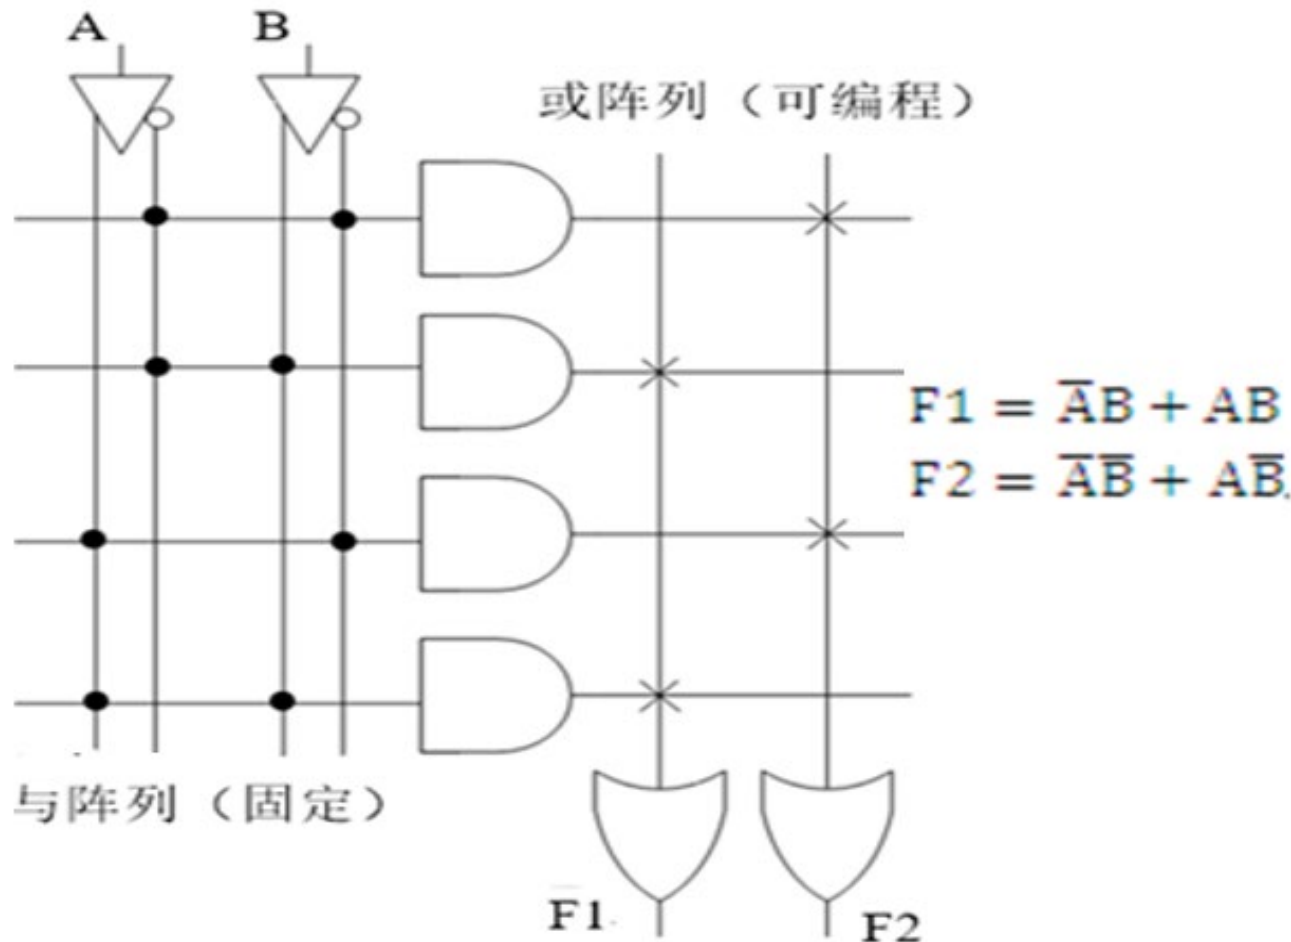 A B
或阵列（可编程）
F1 = A̅B + AB
F2 = A̅B̅ + AB̅
与阵列（固定）
F1 F2